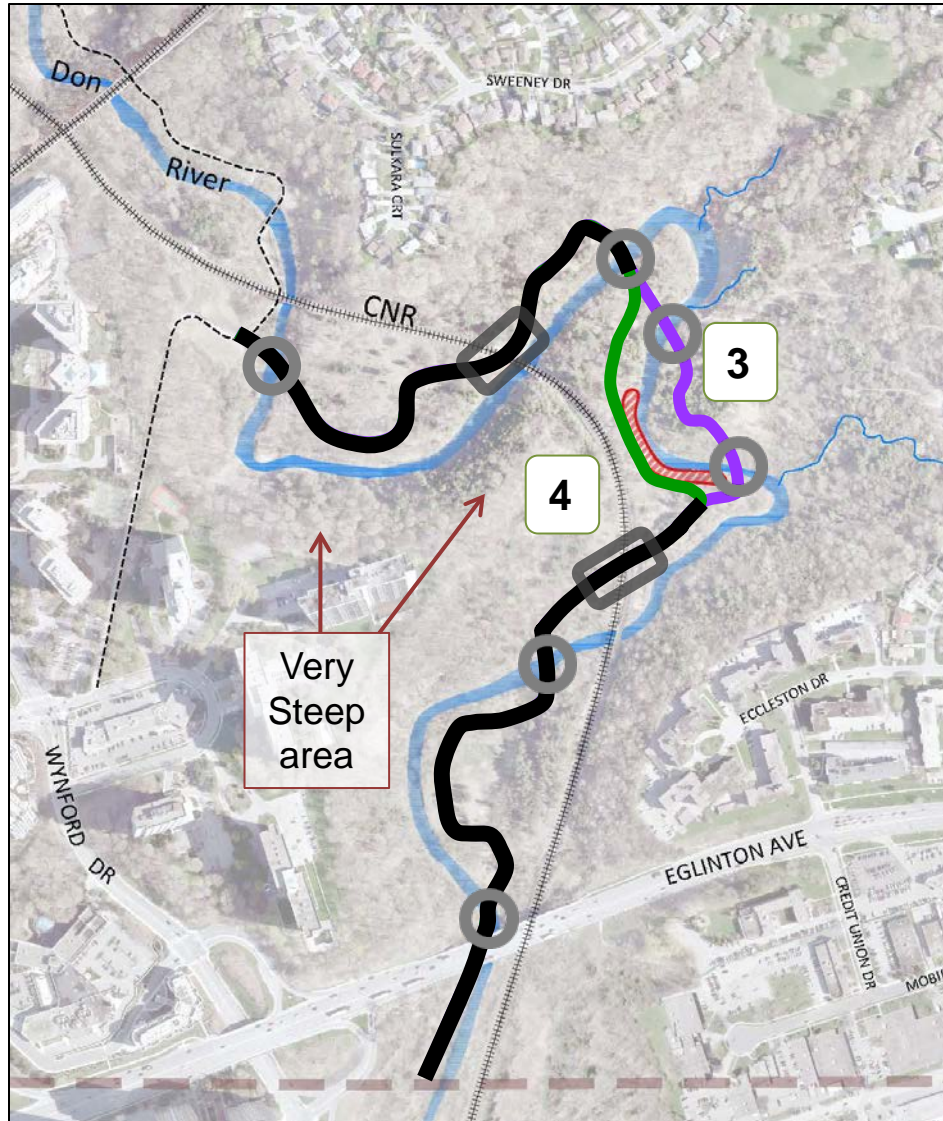 Don
River
SWEENEY DR
SULKARA CRT
CNR
3
4
Very
Steep
area
ECCLESTON DR
WYNFORD DR
EGLINTON AVE
CREDIT UNION DR
MOBI